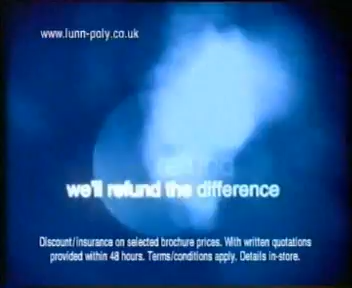 www.lunn-poly.co.uk
we'll refund the difference
Discount/insurance on selected brochure prices. With written quotations
provided within 48 hours. Terms/conditions apply. Details in-store.